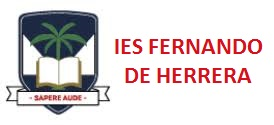 IES FERNANDO
DE HERRERA
- SAPERE AUDE -